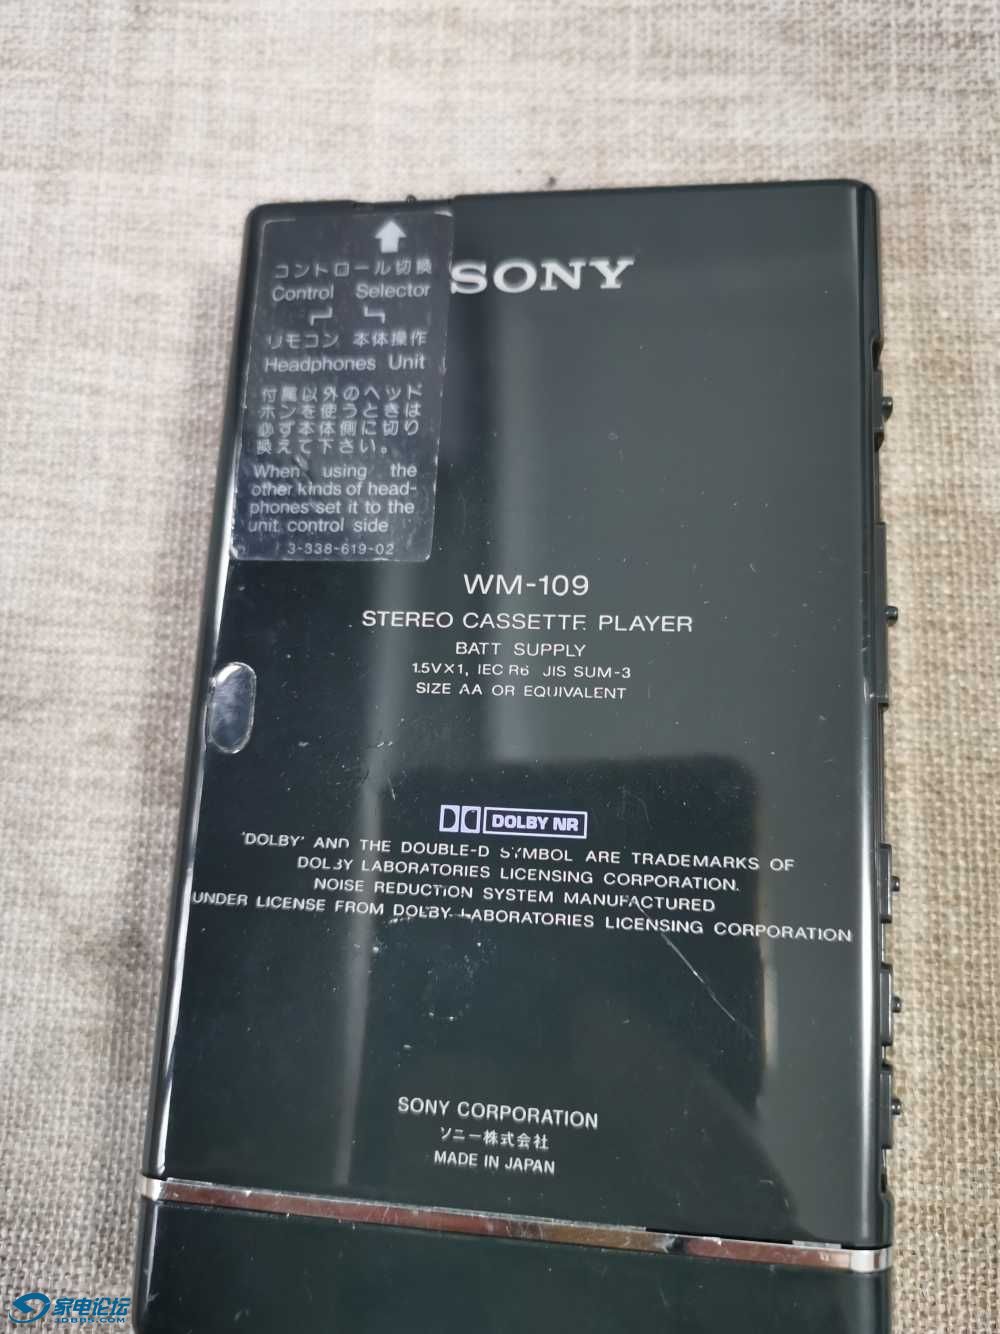 コントロール切換
SONY
Control Selector
リモコン 本体操作
Headphones Unit
付属以外のヘッド
ホンを使うときは
必ず本体側に切り
換えて下さい。
When using the
other kinds of head-
phones set it to the
unit control side
3-338-619-02
WM-109
STEREO CASSETTE PLAYER
BATT SUPPLY
1.5V×1, IEC R6 JIS SUM-3
SIZE AA OR EQUIVALENT
DOLBY NR
'DOLBY' AND THE DOUBLE-D SYMBOL ARE TRADEMARKS OF
DOLBY LABORATORIES LICENSING CORPORATION.
NOISE REDUCTION SYSTEM MANUFACTURED
UNDER LICENSE FROM DOLBY LABORATORIES LICENSING CORPORATION
SONY CORPORATION
ソニー株式会社
MADE IN JAPAN
家电论坛
JDBBS.COM